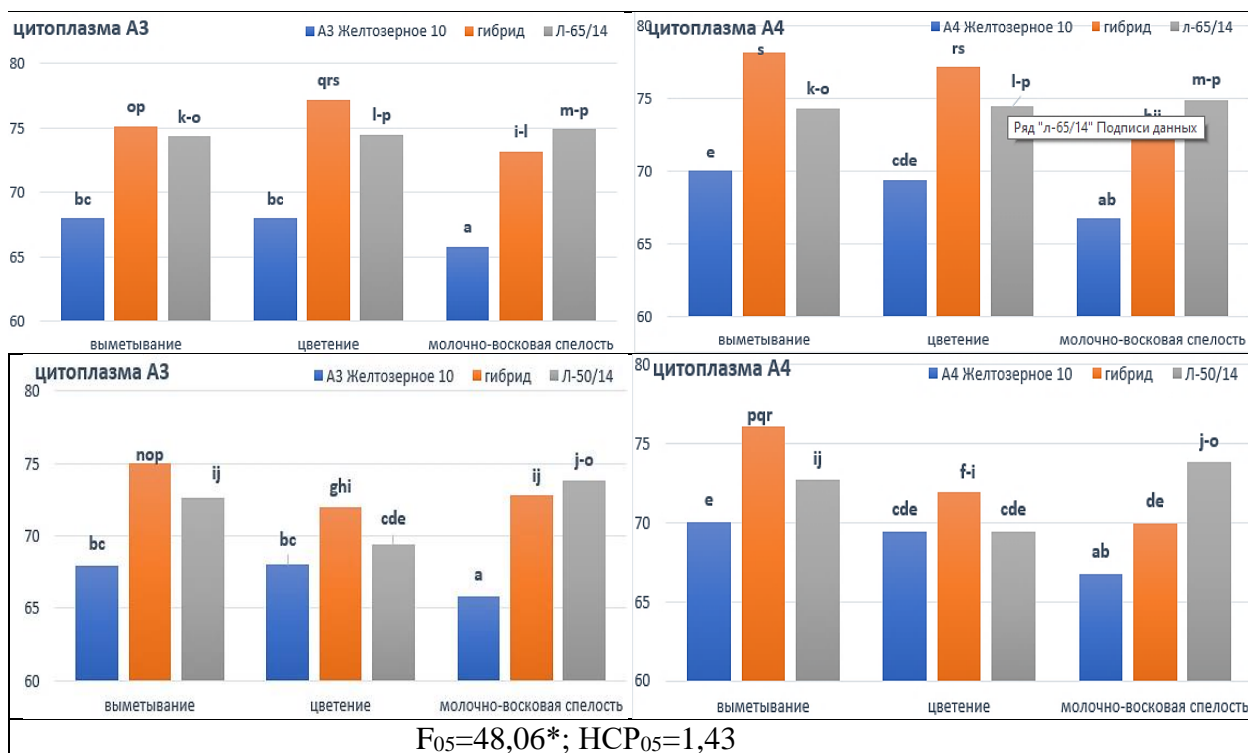 цитоплазма А3
А3 Желтозерное 10 гибрид Л-65/14
80
75
70
65
60
bc op k-o
bc qrs l-p
a i-l m-p
выметывание цветение молочно-восковая спелость
цитоплазма А4
А4 Желтозерное 10 гибрид л-65/14
80
75
70
65
60
e s k-o
cde rs l-p
ab m-p
Ряд "л-65/14" Подписи данных
выметывание цветение молочно-восковая спелость
цитоплазма А3
А3 Желтозерное 10 гибрид Л-50/14
80
75
70
65
60
bc nop ij
bc ghi cde
a ij j-o
выметывание цветение молочно-восковая спелость
цитоплазма А4
А4 Желтозерное 10 гибрид Л-50/14
80
75
70
65
60
e pqr ij
cde f-i cde
ab de j-o
выметывание цветение молочно-восковая спелость
F₀₅=48,06*; НСР₀₅=1,43